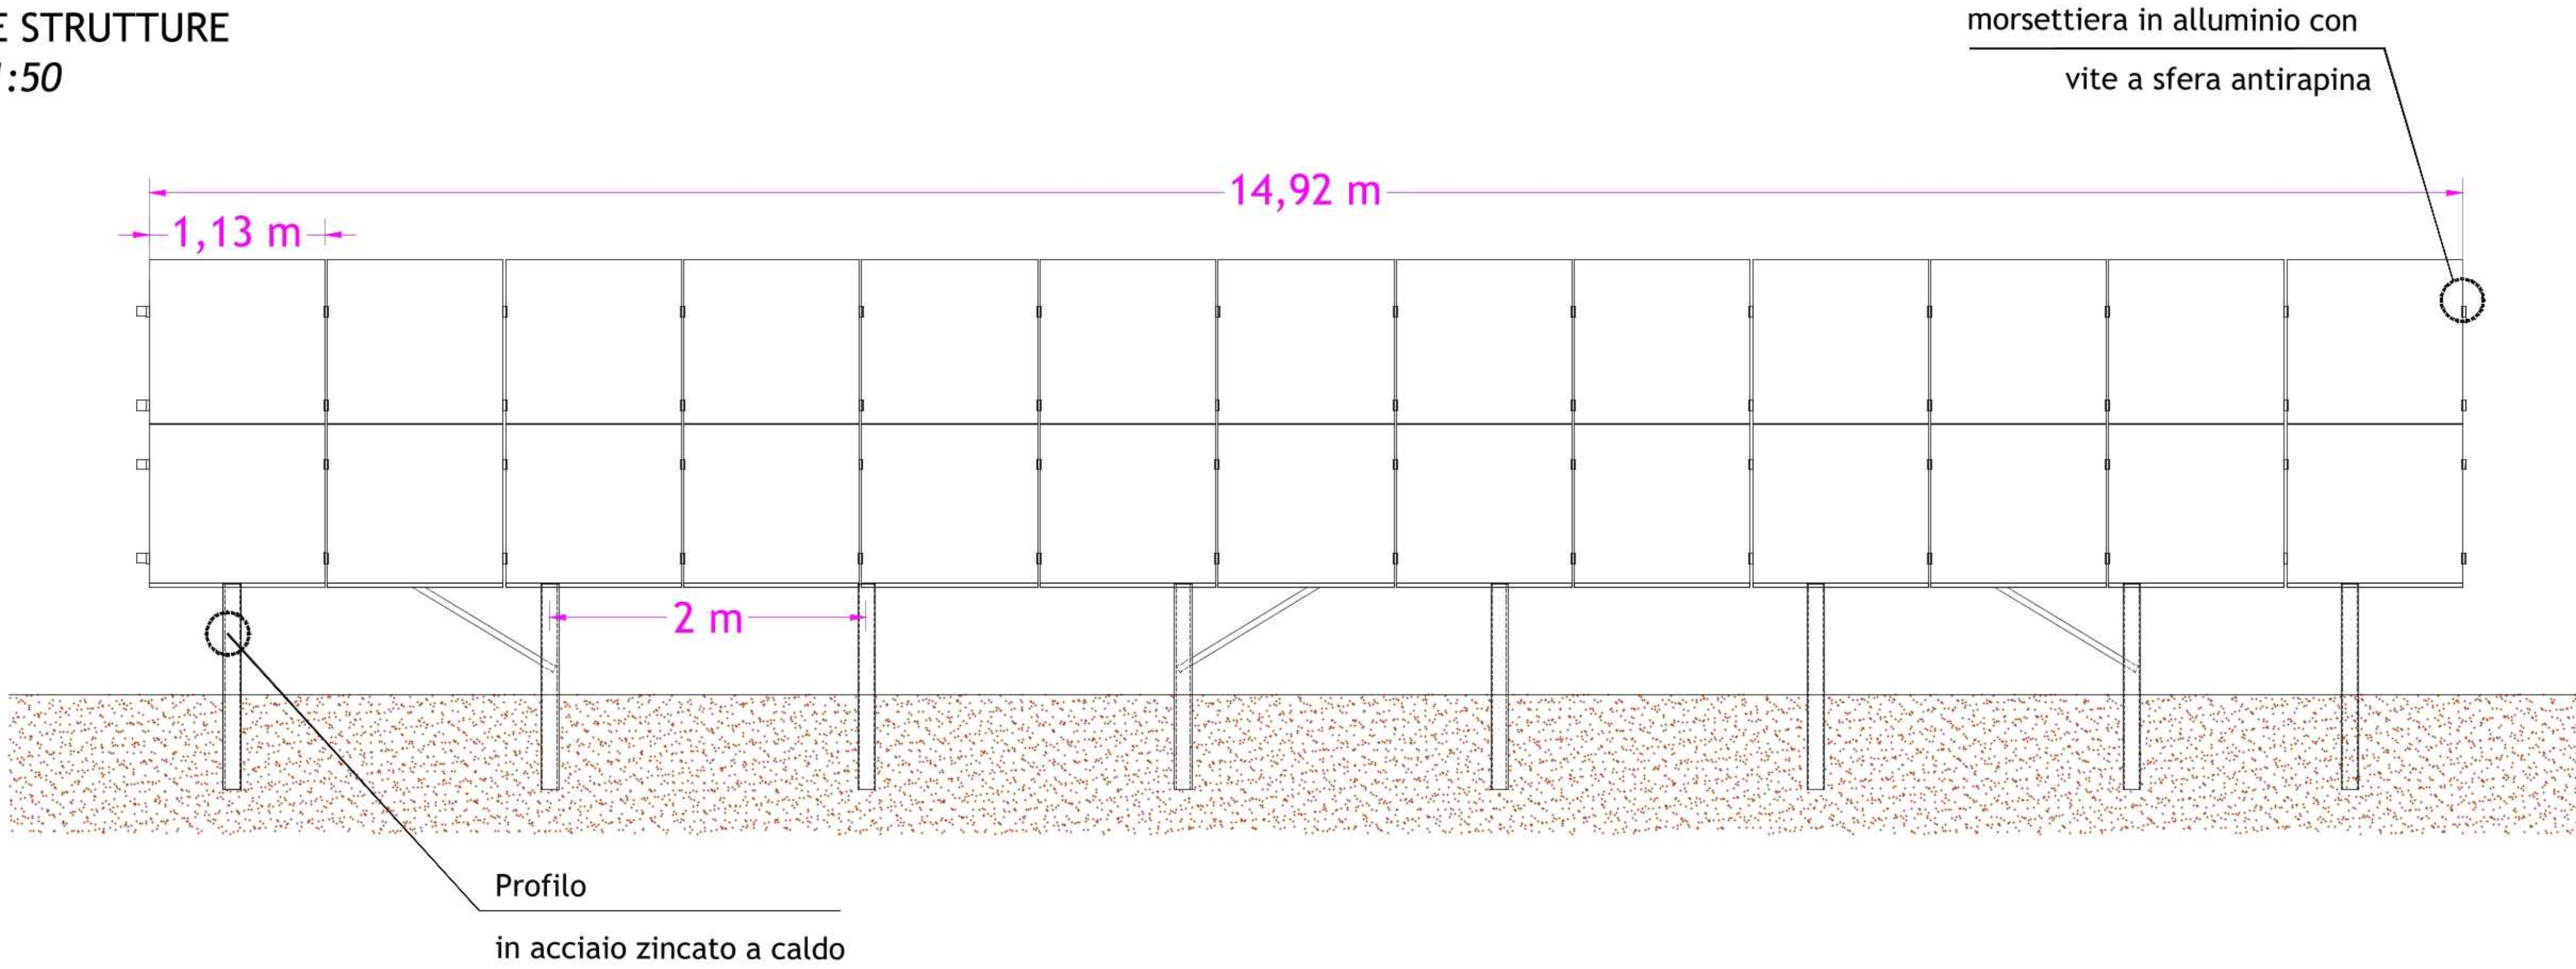 E STRUTTURE
:50
morsettiera in alluminio con
vite a sfera antirapina
14,92 m
1,13 m
2 m
Profilo
in acciaio zincato a caldo